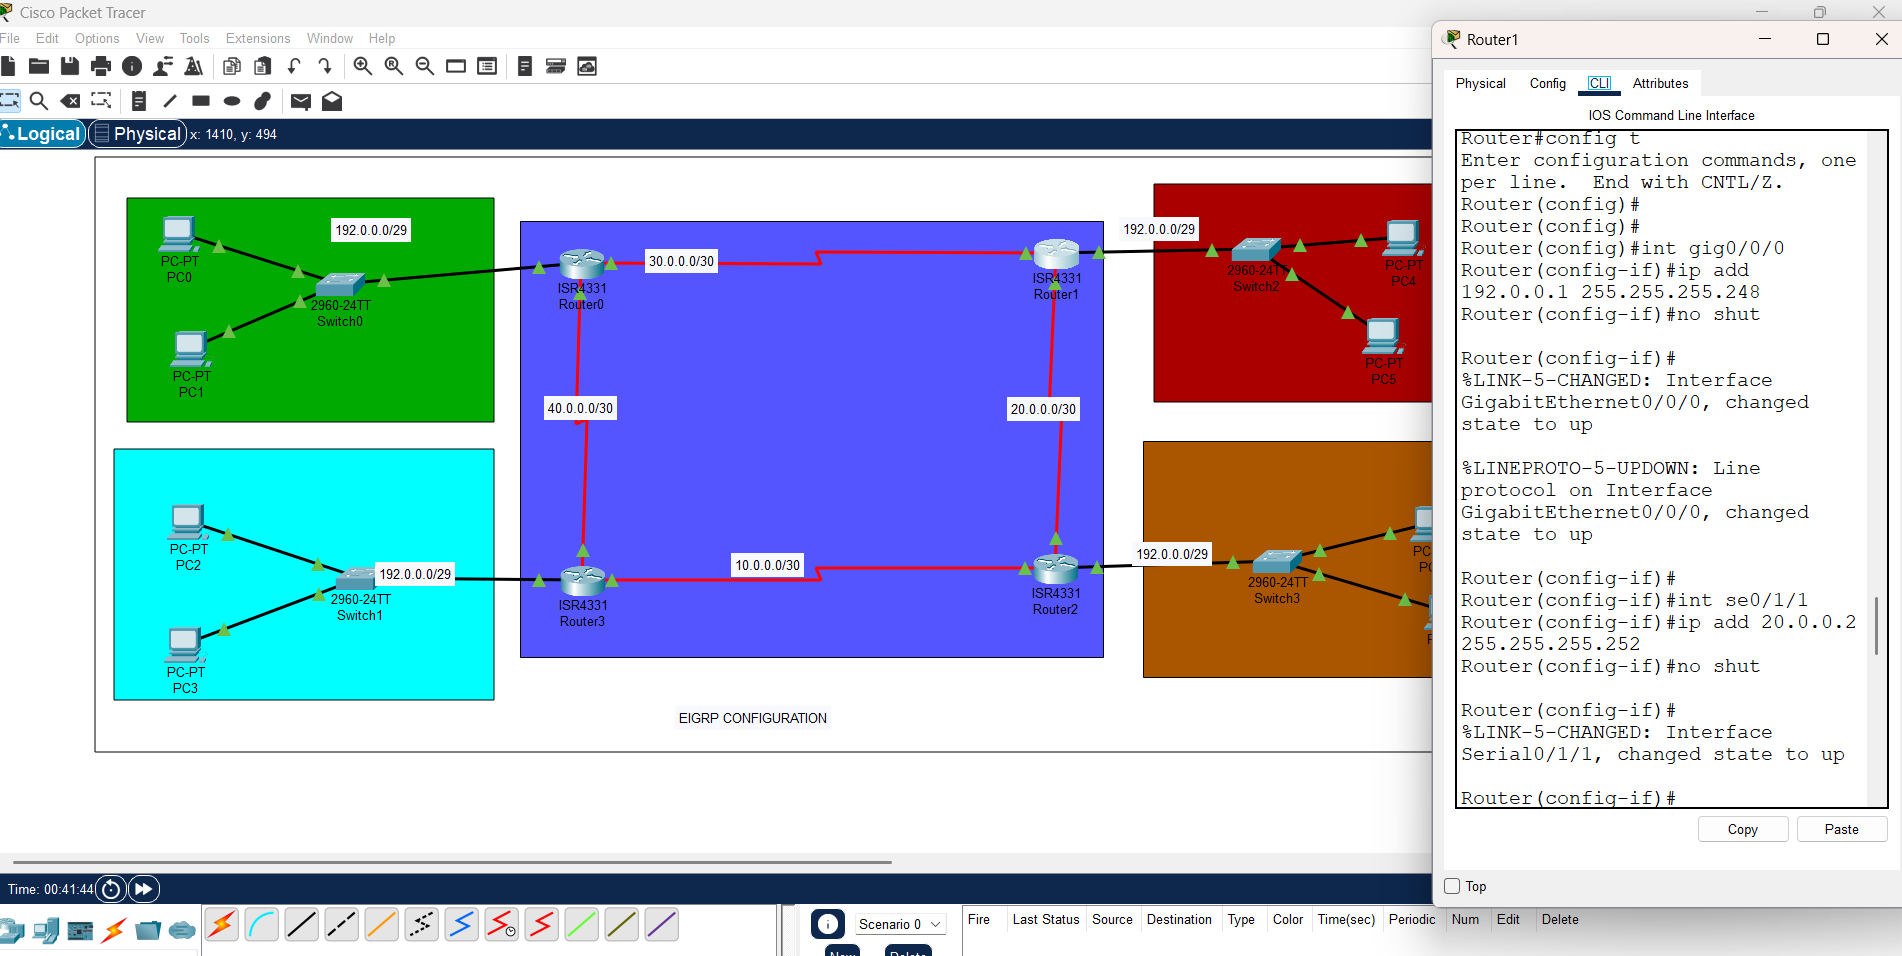 Cisco Packet Tracer
File Edit Options View Tools Extensions Window Help
Logical Physical x: 1410, y: 494
192.0.0.0/29
PC-PT
PC0
2960-24TT
Switch0
PC-PT
PC1
30.0.0.0/30
ISR4331
Router0
ISR4331
Router1
192.0.0.0/29
2960-24TT
Switch2
PC-PT
PC4
PC-PT
PC5
40.0.0.0/30
20.0.0.0/30
PC-PT
PC2
192.0.0.0/29
2960-24TT
Switch1
PC-PT
PC3
10.0.0.0/30
ISR4331
Router3
ISR4331
Router2
192.0.0.0/29
2960-24TT
Switch3
PC
EIGRP CONFIGURATION
Router1
Physical Config CLI Attributes
IOS Command Line Interface
Router#config t
Enter configuration commands, one
per line.  End with CNTL/Z.
Router(config)#
Router(config)#
Router(config)#int gig0/0/0
Router(config-if)#ip add
192.0.0.1 255.255.255.248
Router(config-if)#no shut
Router(config-if)#
%LINK-5-CHANGED: Interface
GigabitEthernet0/0/0, changed
state to up
%LINEPROTO-5-UPDOWN: Line
protocol on Interface
GigabitEthernet0/0/0, changed
state to up
Router(config-if)#
Router(config-if)#int se0/1/1
Router(config-if)#ip add 20.0.0.2
255.255.255.252
Router(config-if)#no shut
Router(config-if)#
%LINK-5-CHANGED: Interface
Serial0/1/1, changed state to up
Router(config-if)#
Copy Paste
Top
Time: 00:41:44
Scenario 0
New Delete
Fire Last Status Source Destination Type Color Time(sec) Periodic Num Edit Delete